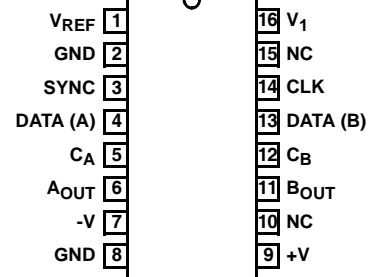 VREF 1 16 V1
GND 2 15 NC
SYNC 3 14 CLK
DATA (A) 4 13 DATA (B)
CA 5 12 CB
AOUT 6 11 BOUT
-V 7 10 NC
GND 8 9 +V